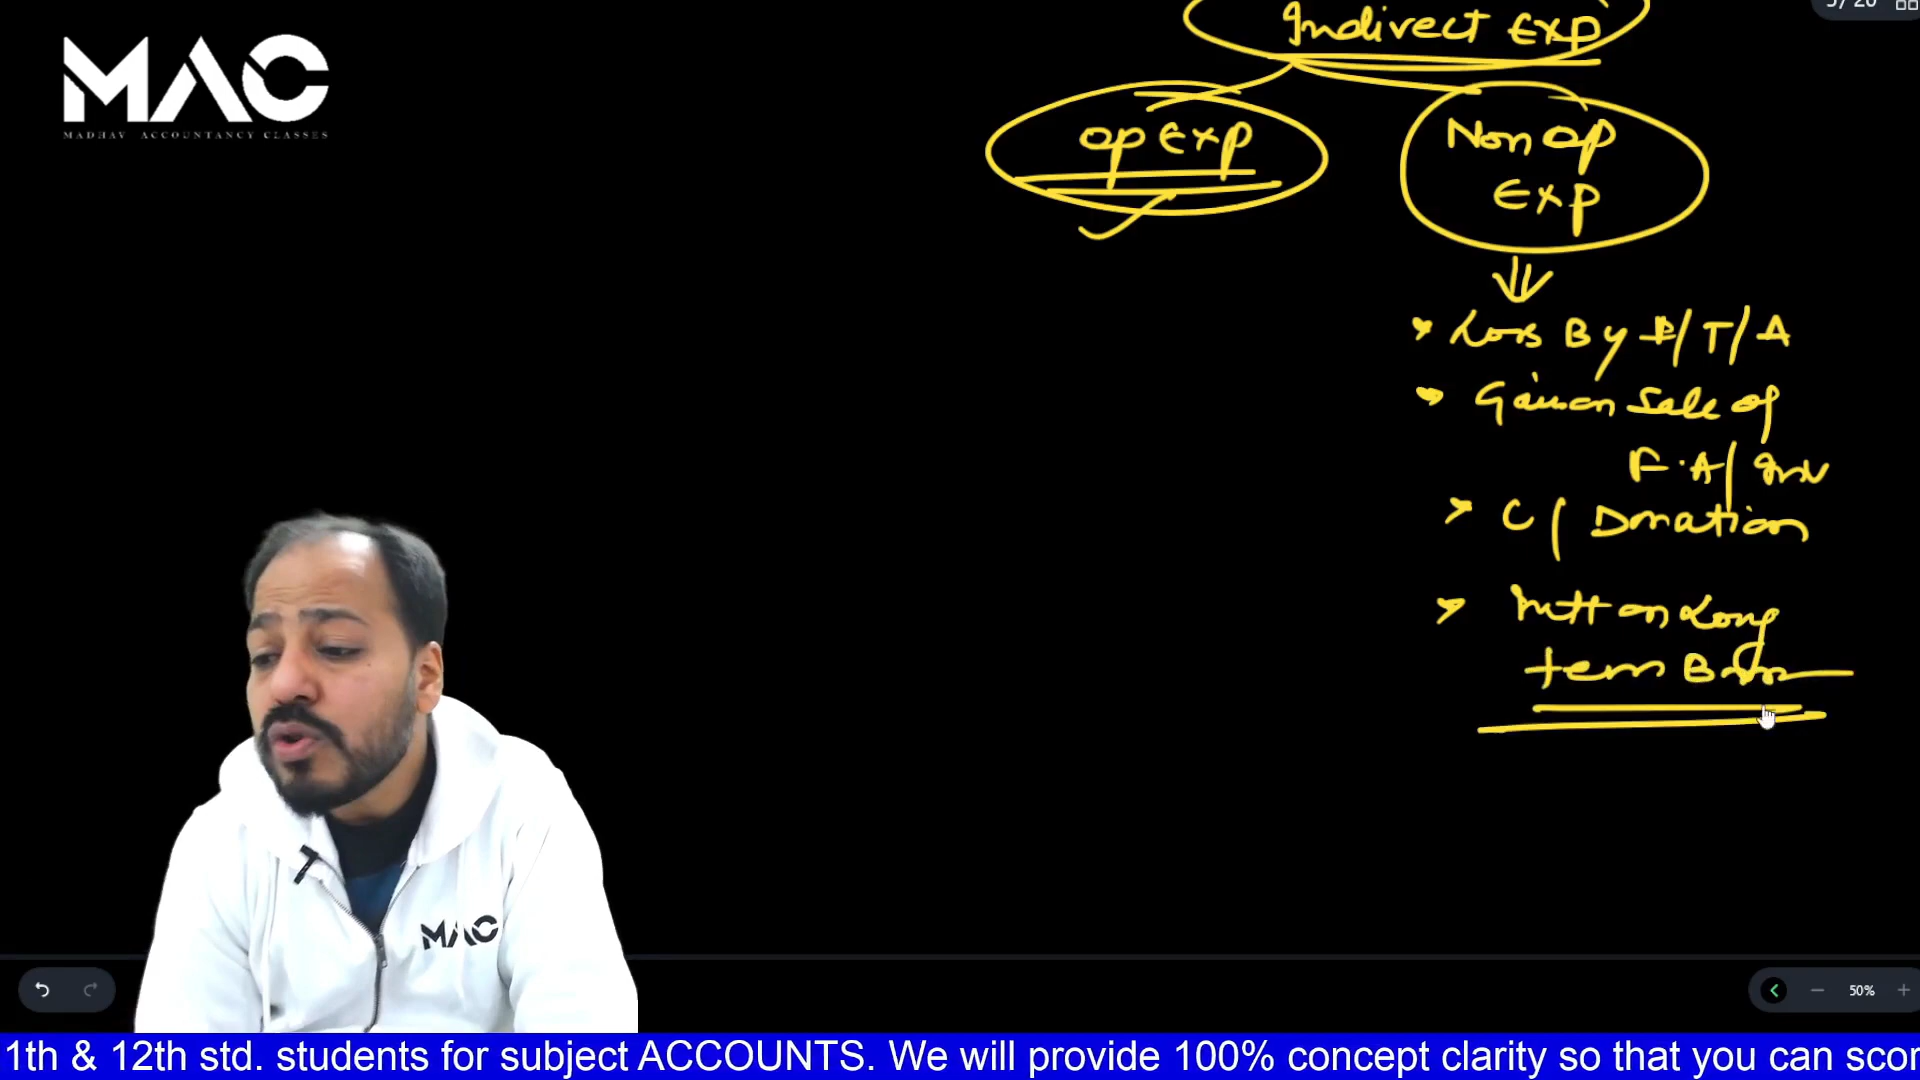 5/20
MAC
MADHAV ACCOUNTANCY CLASSES
Indirect Exp
Op Exp
Non Op
Exp
Loss By F/T/A
Gain on Sale of
F.A/Inv
C/Donation
Intt on Long
term Borr
MAC
50%
1th & 12th std. students for subject ACCOUNTS. We will provide 100% concept clarity so that you can scor